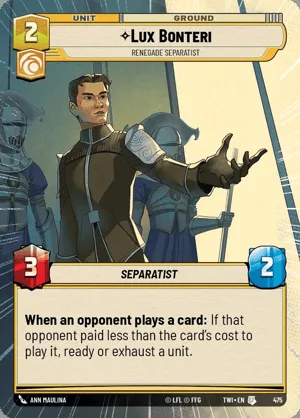 UNIT GROUND
2
✧LUX BONTERI
RENEGADE SEPARATIST
3
SEPARATIST
2
When an opponent plays a card: If that
opponent paid less than the card's cost to
play it, ready or exhaust a unit.
ANN MAULINA © LFL © FFG TWI • EN U 475